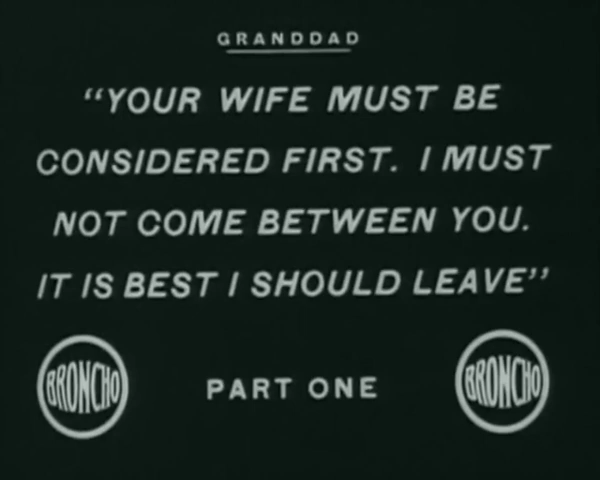 GRANDDAD
"YOUR WIFE MUST BE
CONSIDERED FIRST. I MUST
NOT COME BETWEEN YOU.
IT IS BEST I SHOULD LEAVE"
BRONCHO PART ONE BRONCHO